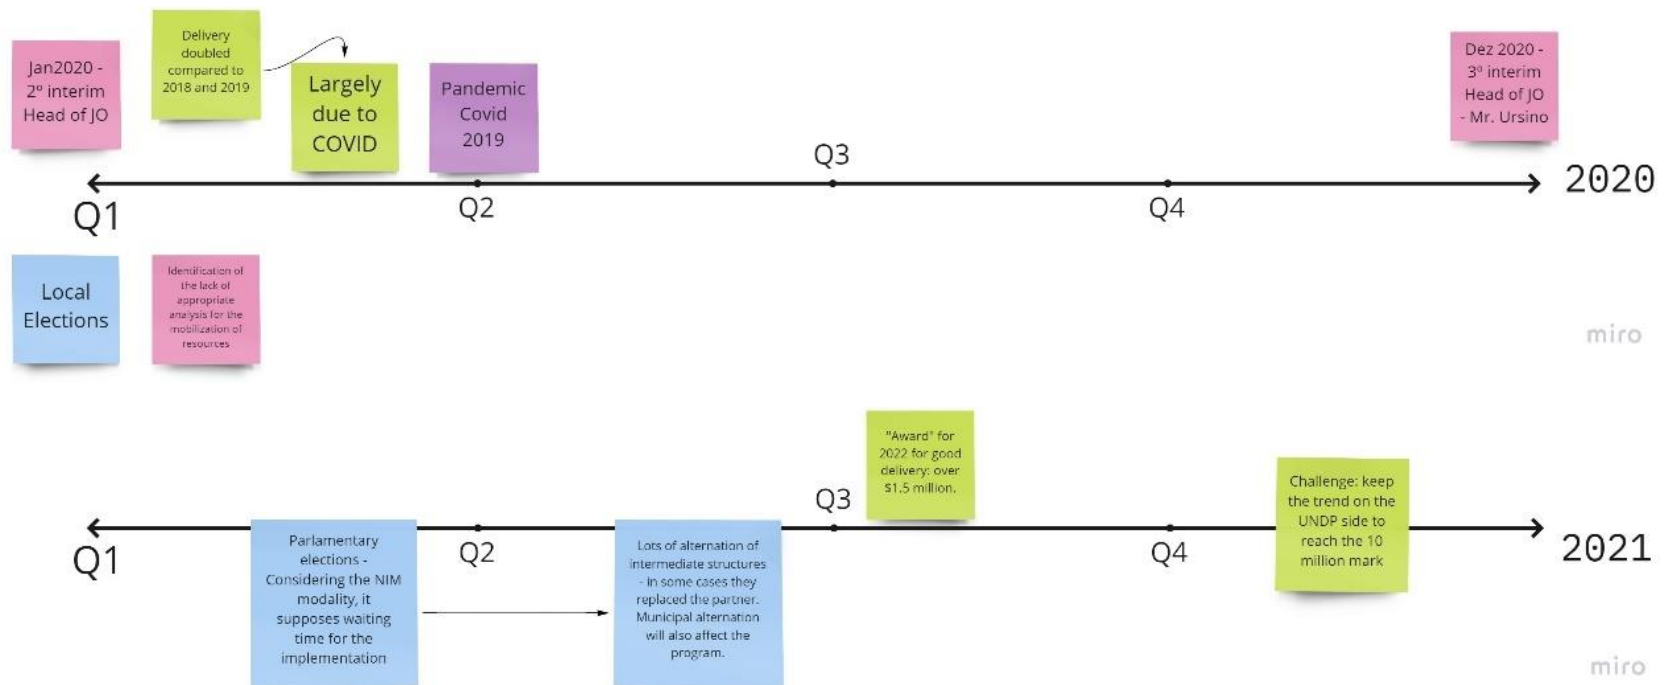 Jan2020 -
2º interim
Head of JO
Delivery
doubled
compared to
2018 and 2019
Largely
due to
COVID
Pandemic
Covid
2019
Dez 2020 -
3º interim
Head of JO
- Mr. Ursino
Q1
Q2
Q3
Q4
2020
Local
Elections
Identification of
the lack of
appropriate
analysis for the
mobilization of
resources
miro
"Award" for
2022 for good
delivery: over
$1.5 million.
Challenge: keep
the trend on the
UNDP side to
reach the 10
million mark
Q1
Q2
Q3
Q4
2021
Parlamentary
elections -
Considering the NIM
modality, it
supposes waiting
time for the
implementation
Lots of alternation of
intermediate structures
- in some cases they
replaced the partner.
Municipal alternation
will also affect the
program.
miro